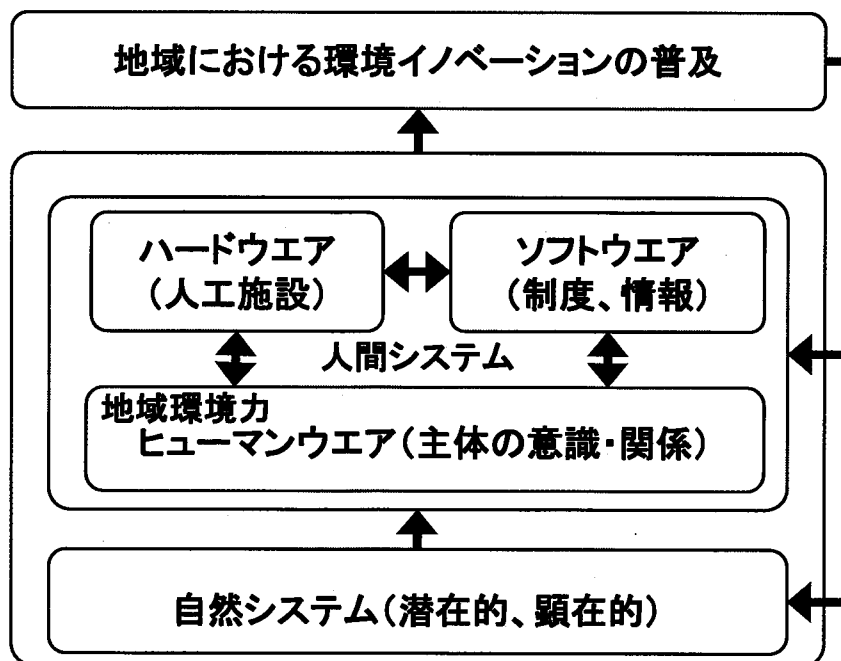 地域における環境イノベーションの普及
ハードウエア
(人工施設)
ソフトウエア
(制度、情報)
人間システム
地域環境力
ヒューマンウエア(主体の意識・関係)
自然システム(潜在的、顕在的)